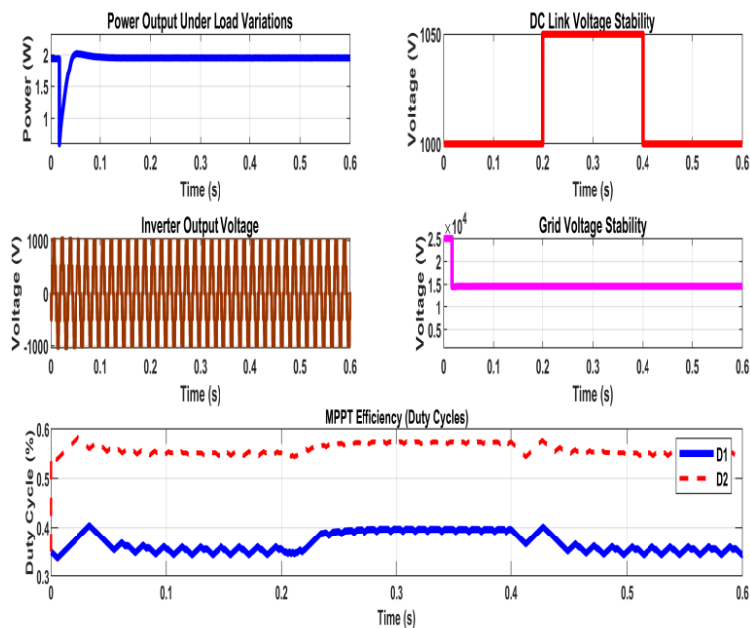 Power Output Under Load Variations
Power (W)
2
1.5
1
0 0.1 0.2 0.3 0.4 0.5 0.6
Time (s)
DC Link Voltage Stability
Voltage (V)
1050
1000
0 0.1 0.2 0.3 0.4 0.5 0.6
Time (s)
Inverter Output Voltage
Voltage (V)
1000
0
-1000
0 0.1 0.2 0.3 0.4 0.5 0.6
Time (s)
Grid Voltage Stability
×10^4
Voltage (V)
2.5
2
1.5
1
0.5
0 0.1 0.2 0.3 0.4 0.5 0.6
Time (s)
MPPT Efficiency (Duty Cycles)
Duty Cycle (%)
0.6
0.5
0.4
0.3
D1
D2
0 0.1 0.2 0.3 0.4 0.5 0.6
Time (s)